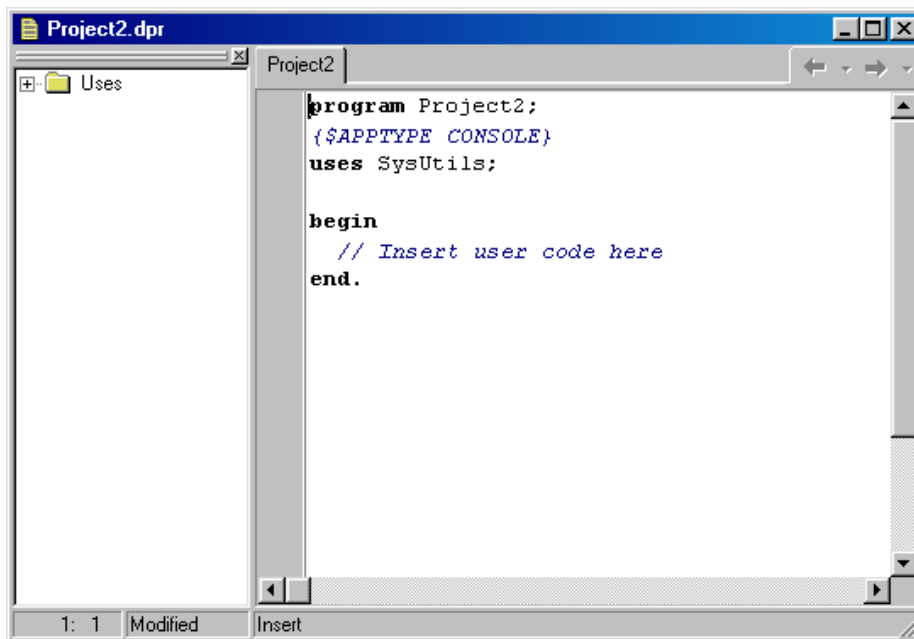 Project2.dpr
Uses
Project2
program Project2;
{$APPTYPE CONSOLE}
uses SysUtils;
begin
// Insert user code here
end.
1: 1 Modified Insert